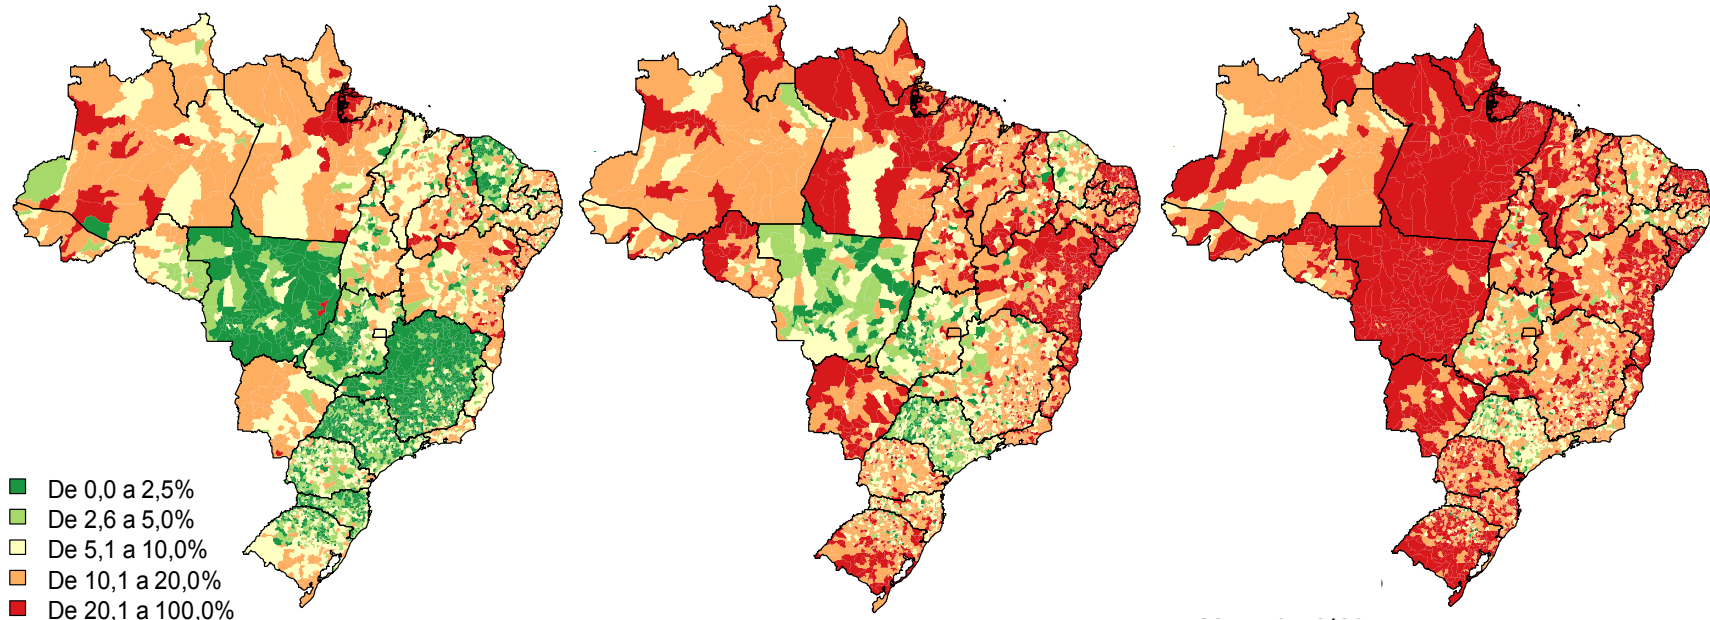 De 0,0 a 2,5%
De 2,6 a 5,0%
De 5,1 a 10,0%
De 10,1 a 20,0%
De 20,1 a 100,0%